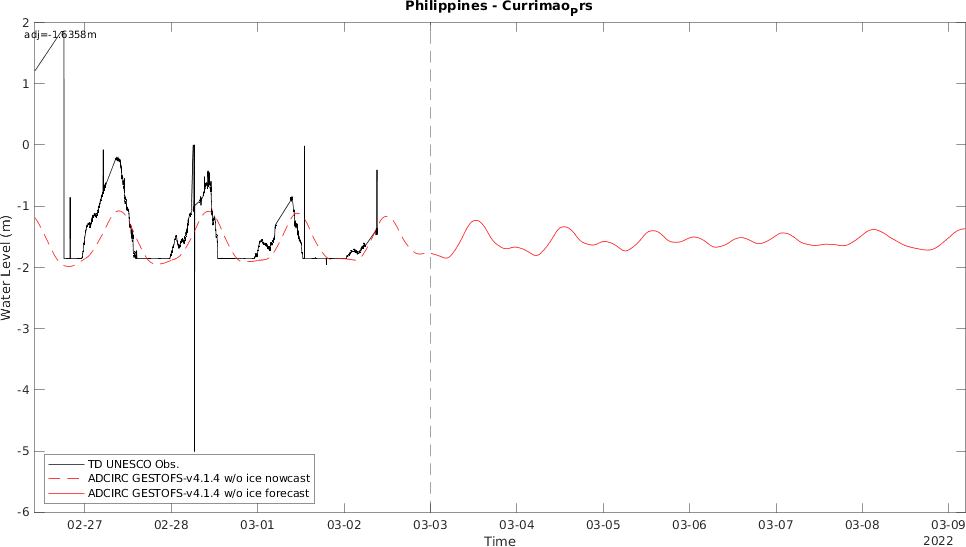 Philippines - Currimaoprs
adj=-1.6358m
2
1
0
-1
-2
-3
-4
-5
-6
Water Level (m)
TD UNESCO Obs.
ADCIRC GESTOFS-v4.1.4 w/o ice nowcast
ADCIRC GESTOFS-v4.1.4 w/o ice forecast
02-27 02-28 03-01 03-02 03-03 03-04 03-05 03-06 03-07 03-08 03-09
Time
2022